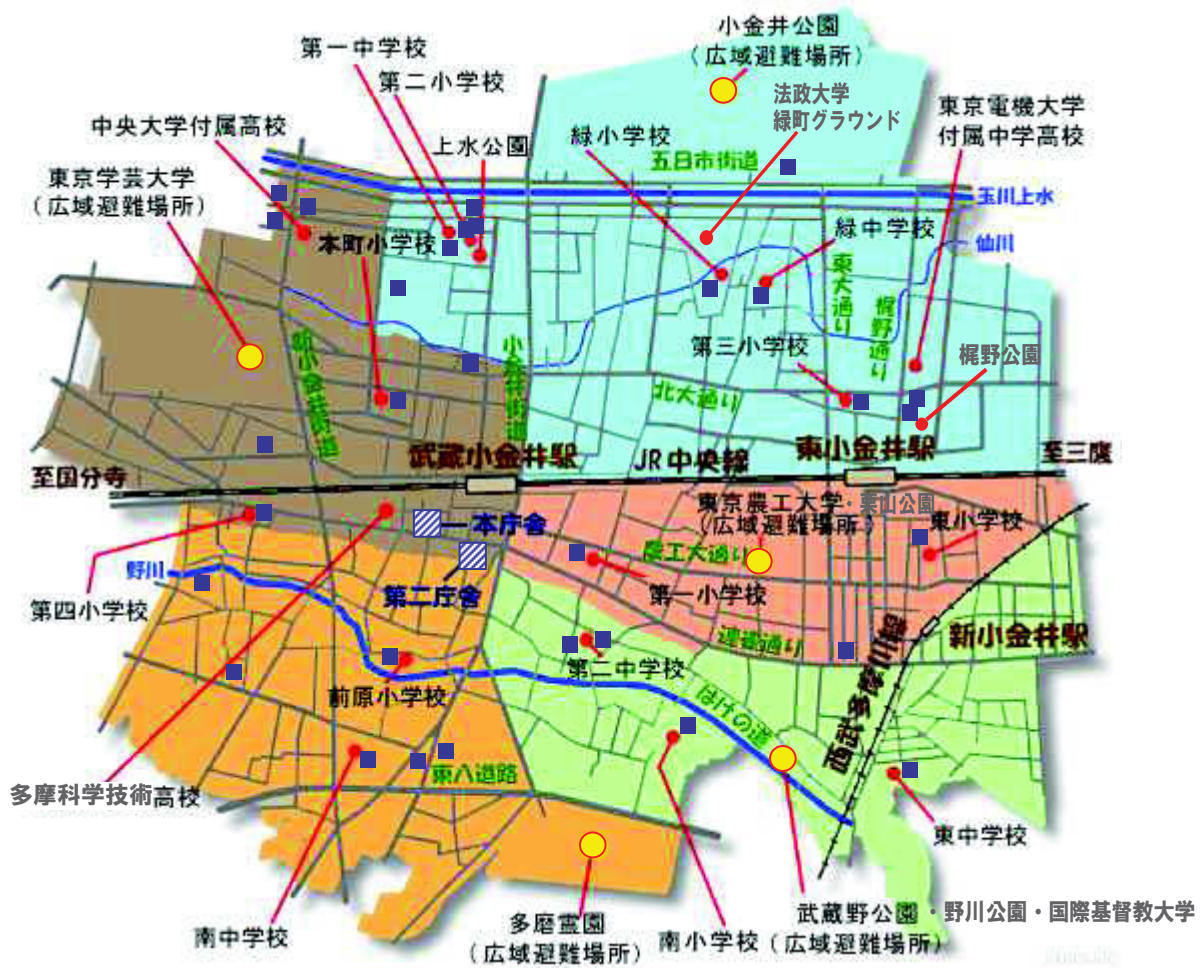 小金井公園
（広域避難場所）
第一中学校
第二小学校
法政大学
緑町グラウンド
東京電機大学
付属中学高校
中央大学付属高校
上水公園
緑小学校
五日市街道
東京学芸大学
（広域避難場所）
玉川上水
本町小学校
緑中学校
仙川
東大通り
梶野通り
新小金井街道
小金井街道
第三小学校
梶野公園
北大通り
武蔵小金井駅
JR中央線
東小金井駅
至三鷹
至国分寺
東京農工大学・栗山公園
（広域避難場所）
東小学校
本庁舎
農工大通り
野川
第二庁舎
第一小学校
第四小学校
連雀通り
新小金井駅
第二中学校
前原小学校
はけの道
西武多摩川線
東八道路
多摩科学技術高校
東中学校
武蔵野公園・野川公園・国際基督教大学
（広域避難場所）
南中学校
多磨霊園
（広域避難場所）
南小学校